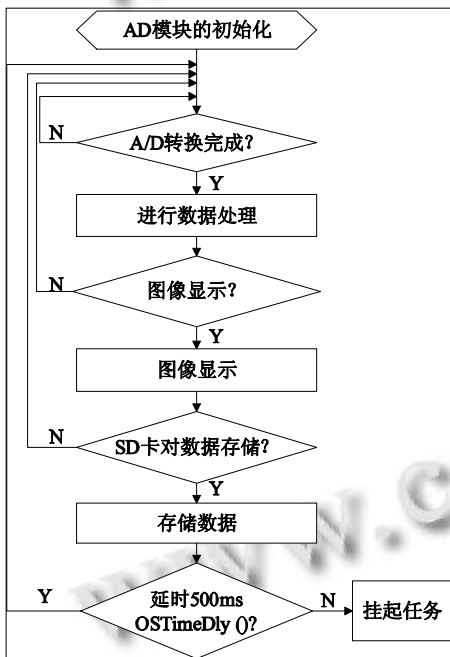 AD模块的初始化
N
A/D转换完成?
Y
进行数据处理
N
图像显示?
Y
图像显示
N
SD卡对数据存储?
Y
存储数据
Y
延时500ms
OSTimeDly ()?
N
挂起任务
www.c